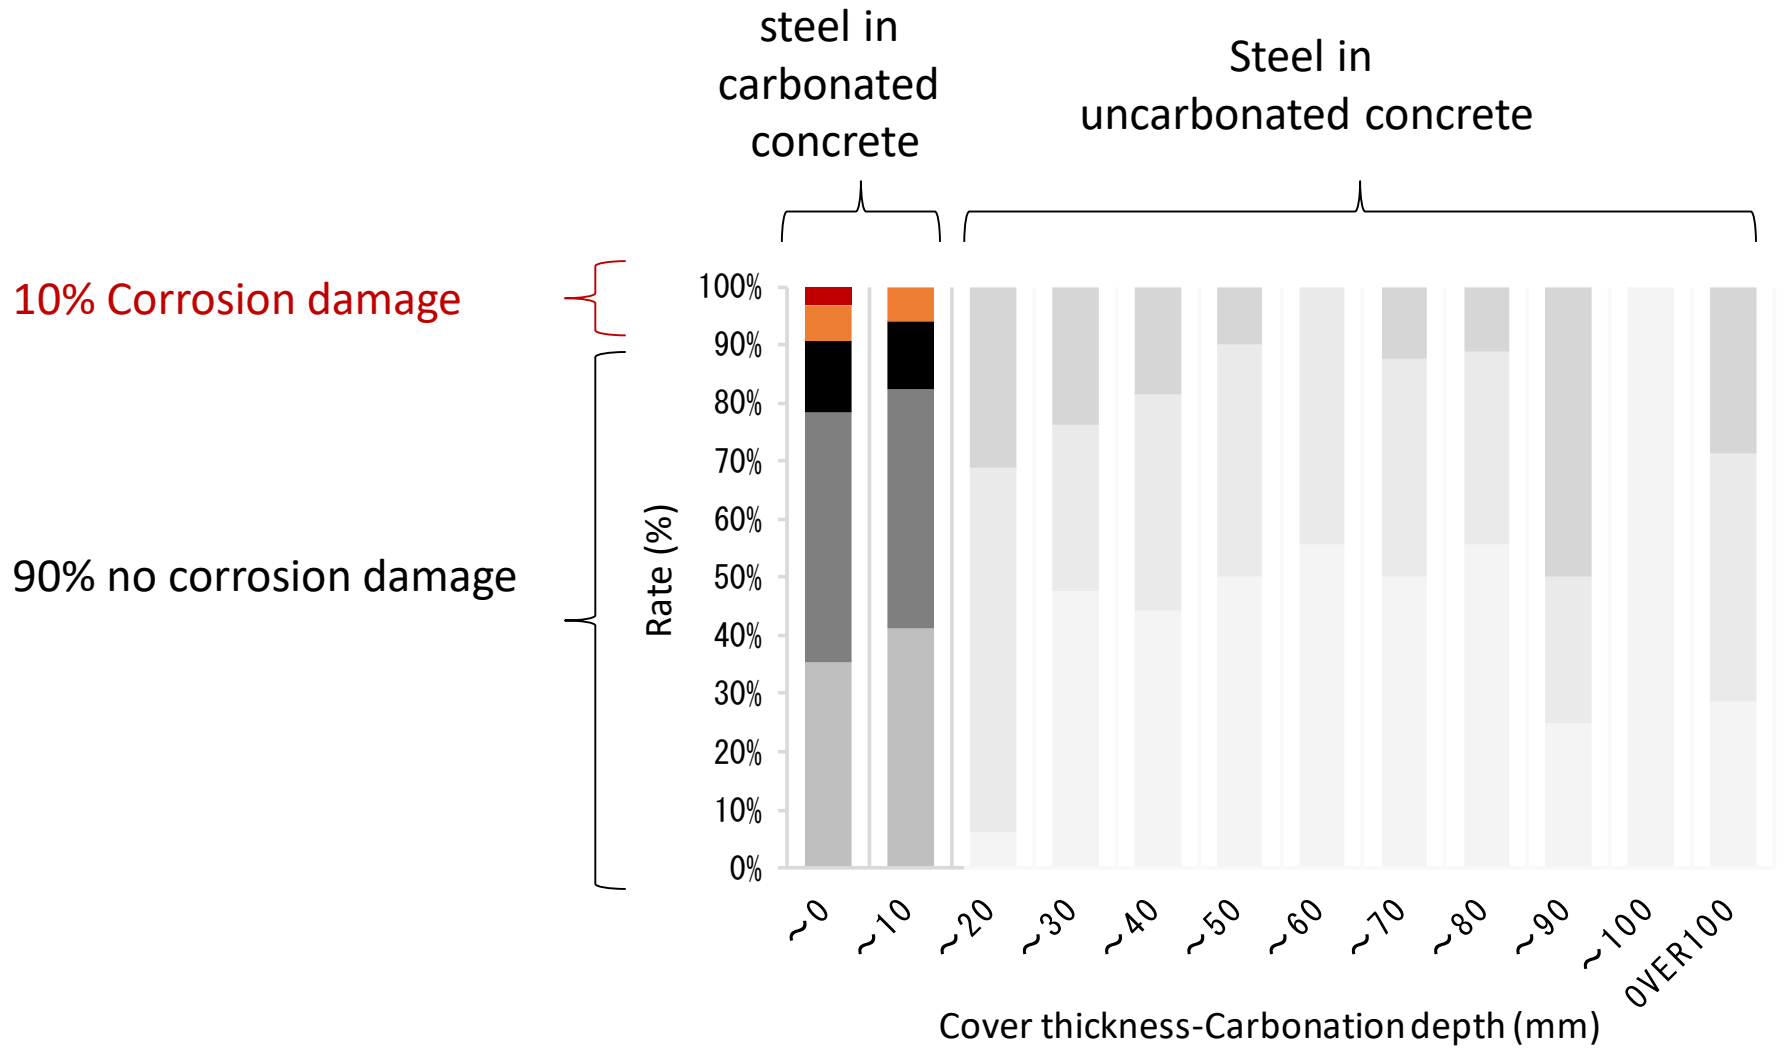 steel in
carbonated
concrete
Steel in
uncarbonated concrete
10% Corrosion damage
90% no corrosion damage
Rate (%)
100%
90%
80%
70%
60%
50%
40%
30%
20%
10%
0%
～0
～10
～20
～30
～40
～50
～60
～70
～80
～90
～100
OVER100
Cover thickness-Carbonation depth (mm)